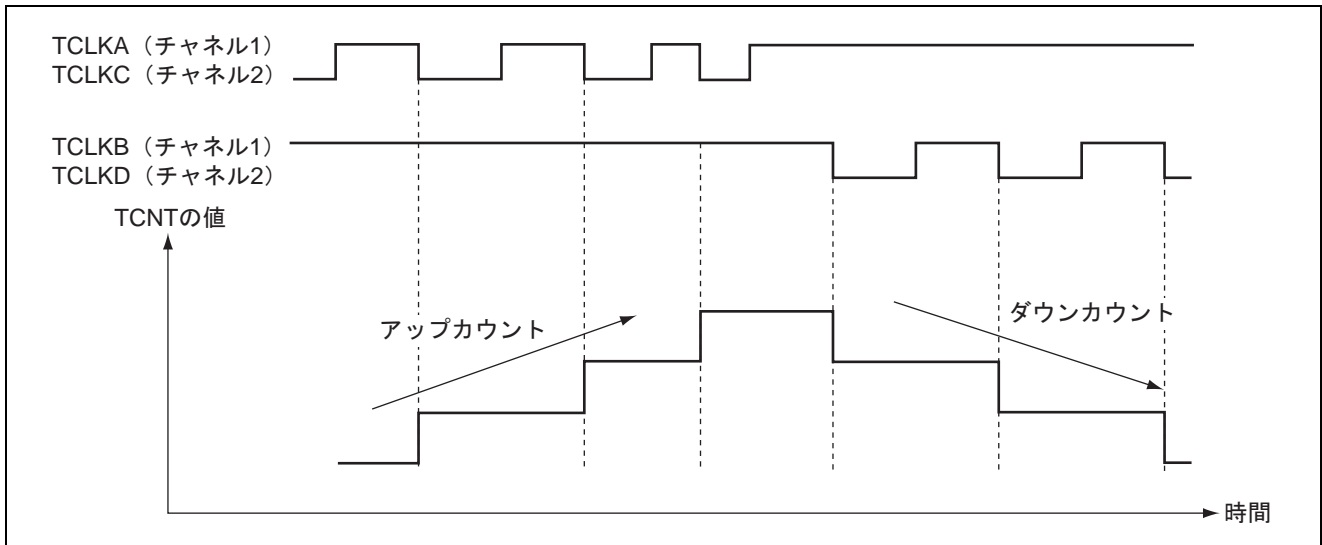 TCLKA（チャネル1）
TCLKC（チャネル2）
TCLKB（チャネル1）
TCLKD（チャネル2）
TCNTの値
アップカウント
ダウンカウント
時間